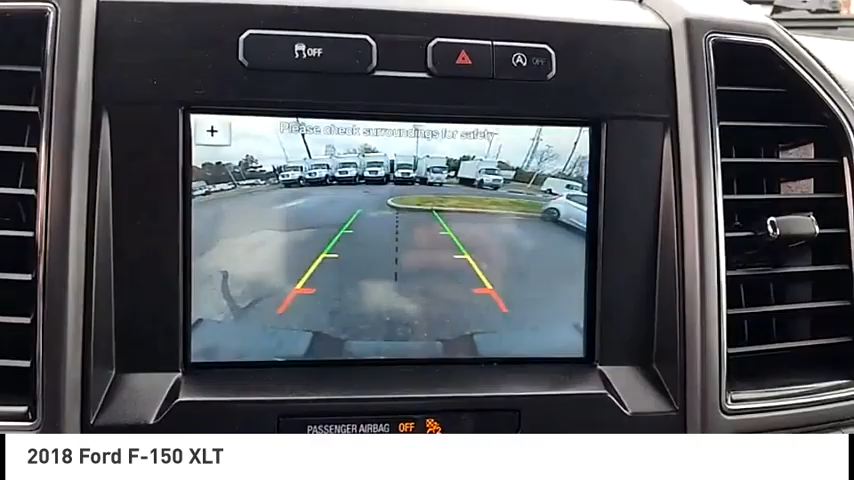 OFF
A OFF
+
Please check surroundings for safety
PASSENGER AIRBAG OFF
2018 Ford F-150 XLT